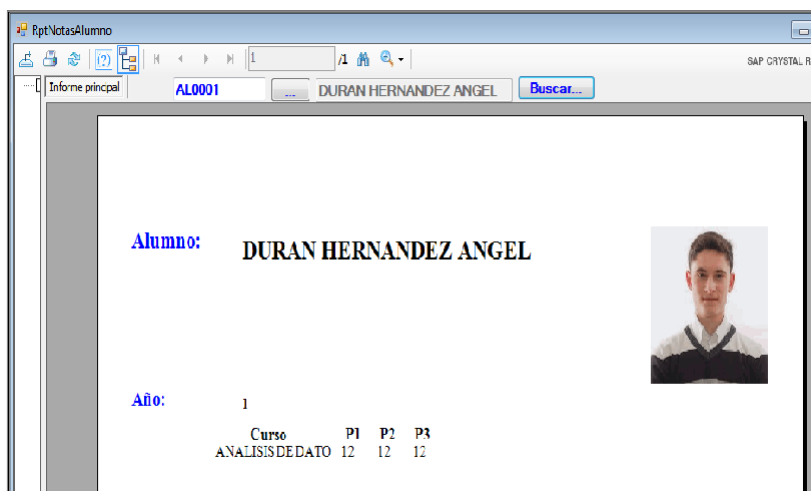 RptNotasAlumno
1 /1 SAP CRYSTAL R
Informe principal AL0001 ... DURAN HERNANDEZ ANGEL Buscar...
Alumno: DURAN HERNANDEZ ANGEL
Año: 1
Curso P1 P2 P3
ANALISIS DE DATO 12 12 12